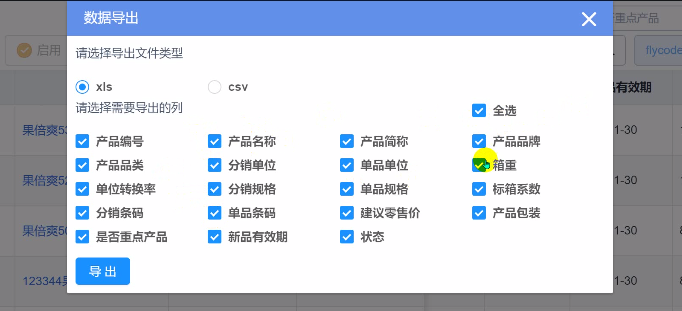 数据导出
重点产品
启用
flycode
请选择导出文件类型
xls csv
有效期
请选择需要导出的列
全选
果倍爽5
产品编号 产品名称 产品简称 产品品牌
1-30
产品品类 分销单位 单品单位 箱重
果倍爽5
1-30
单位转换率 分销规格 单品规格 标箱系数
分销条码 单品条码 建议零售价 产品包装
果倍爽5
1-30
是否重点产品 新品有效期 状态
导出
123344果
1-30